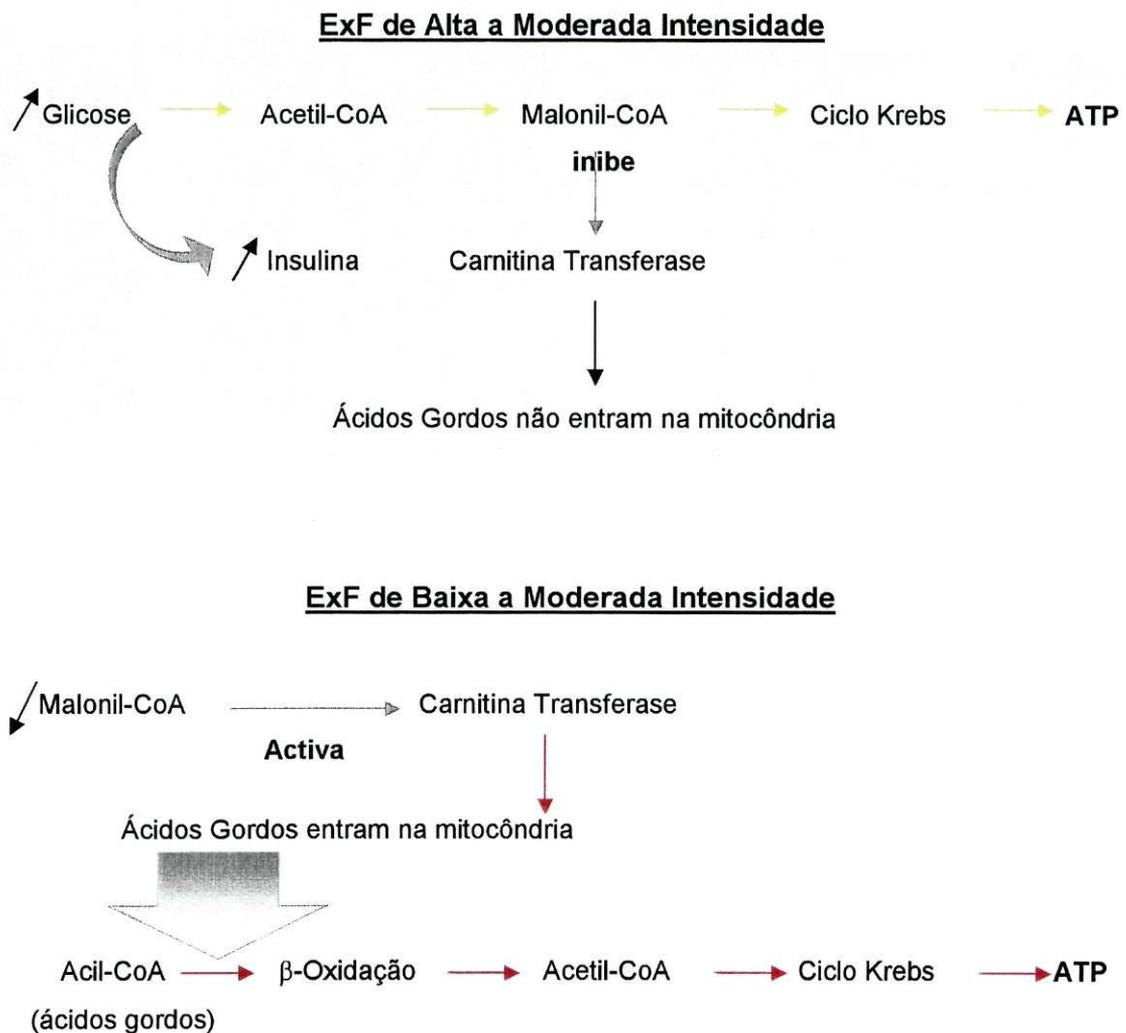 ExF de Alta a Moderada Intensidade
Glicose Acetil-CoA Malonil-CoA Ciclo Krebs ATP
inibe
Insulina Carnitina Transferase
Ácidos Gordos não entram na mitocôndria
ExF de Baixa a Moderada Intensidade
Malonil-CoA Carnitina Transferase
Activa
Ácidos Gordos entram na mitocôndria
Acil-CoA β-Oxidação Acetil-CoA Ciclo Krebs ATP
(ácidos gordos)